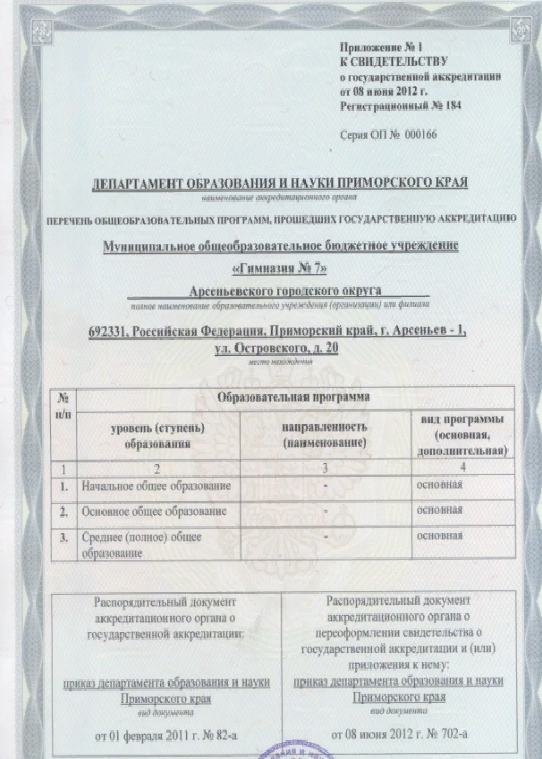 Приложение № 1
К СВИДЕТЕЛЬСТВУ
о государственной аккредитации
от 08 июня 2012 г.
Регистрационный № 184
Серия ОП № 000166
ДЕПАРТАМЕНТ ОБРАЗОВАНИЯ И НАУКИ ПРИМОРСКОГО КРАЯ
наименование аккредитационного органа
ПЕРЕЧЕНЬ ОБЩЕОБРАЗОВАТЕЛЬНЫХ ПРОГРАММ, ПРОШЕДШИХ ГОСУДАРСТВЕННУЮ АККРЕДИТАЦИЮ
Муниципальное общеобразовательное бюджетное учреждение
«Гимназия № 7»
Арсеньевского городского округа
полное наименование образовательного учреждения (организации) или филиала
692331, Российская Федерация, Приморский край, г. Арсеньев - 1,
ул. Островского, д. 20
место нахождения
№ п/п
Образовательная программа
уровень (ступень) образования
направленность (наименование)
вид программы (основная, дополнительная)
1 2 3 4
1. Начальное общее образование - основная
2. Основное общее образование - основная
3. Среднее (полное) общее - основная
образование
Распорядительный документ
аккредитационного органа о
государственной аккредитации:
приказ департамента образования и науки
Приморского края
вид документа
от 01 февраля 2011 г. № 82-а
Распорядительный документ
аккредитационного органа о
переоформлении свидетельства о
государственной аккредитации и (или)
приложения к нему:
приказ департамента образования и науки
Приморского края
вид документа
от 08 июня 2012 г. № 702-а